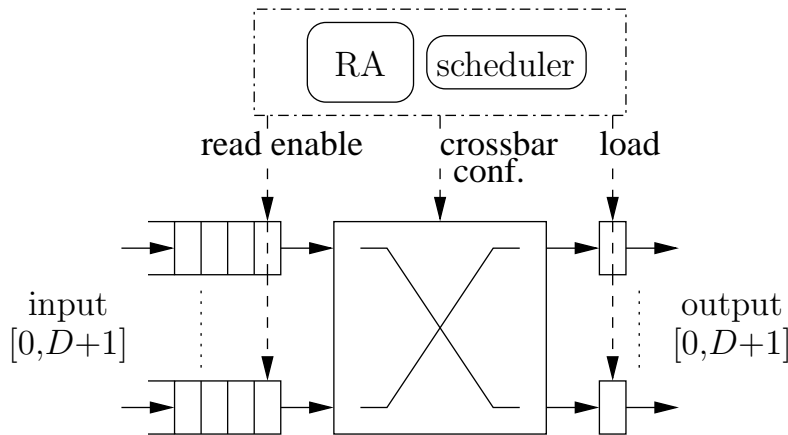 RA
scheduler
read enable
crossbar
conf.
load
input
[0,D+1]
output
[0,D+1]